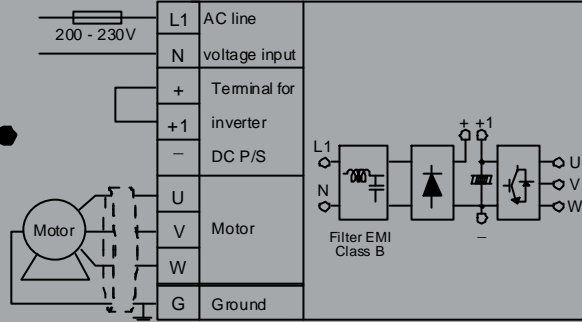 L1 AC line
200 - 230V
N voltage input
+ Terminal for
+1 inverter
− DC P/S
U
V Motor
W
G Ground
Motor
+ +1
L1
N
U
V
W
−
Filter EMI
Class B